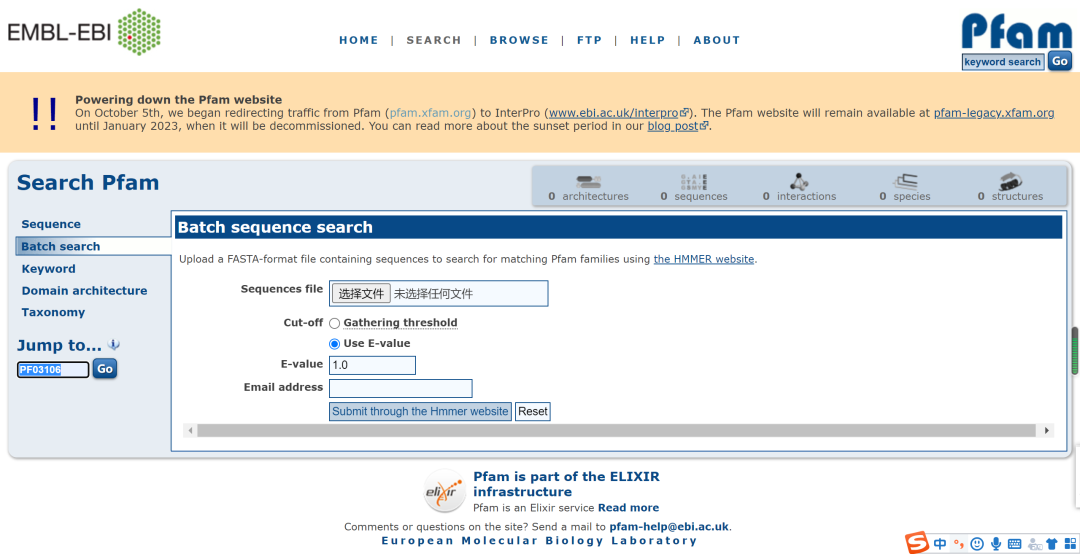 EMBL-EBI
HOME | SEARCH | BROWSE | FTP | HELP | ABOUT
Pfam
keyword search Go
!!
Powering down the Pfam website
On October 5th, we began redirecting traffic from Pfam (pfam.xfam.org) to InterPro (www.ebi.ac.uk/interpro). The Pfam website will remain available at pfam-legacy.xfam.org
until January 2023, when it will be decommissioned. You can read more about the sunset period in our blog post.
Search Pfam
0 architectures 0 sequences 0 interactions 0 species 0 structures
Sequence
Batch search
Keyword
Domain architecture
Taxonomy
Jump to...
PF03106 Go
Batch sequence search
Upload a FASTA-format file containing sequences to search for matching Pfam families using the HMMER website.
Sequences file 选择文件 未选择任何文件
Cut-off Gathering threshold
Use E-value
E-value 1.0
Email address
Submit through the Hmmer website Reset
elixir
Pfam is part of the ELIXIR
infrastructure
Pfam is an Elixir service Read more
Comments or questions on the site? Send a mail to pfam-help@ebi.ac.uk.
European Molecular Biology Laboratory
S 中